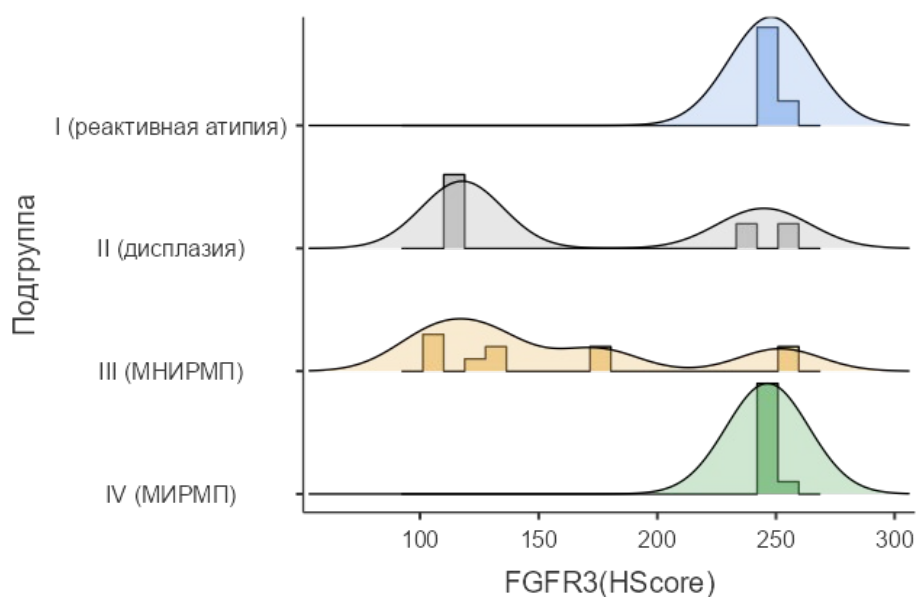 I (реактивная атипия)
II (дисплазия)
III (МНИРМП)
IV (МИРМП)
Подгруппа
100 150 200 250 300
FGFR3(HScore)